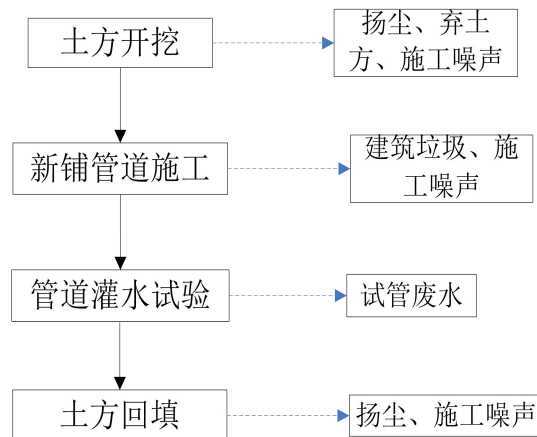 土方开挖
扬尘、弃土
方、施工噪声
新铺管道施工
建筑垃圾、施
工噪声
管道灌水试验
试管废水
土方回填
扬尘、施工噪声